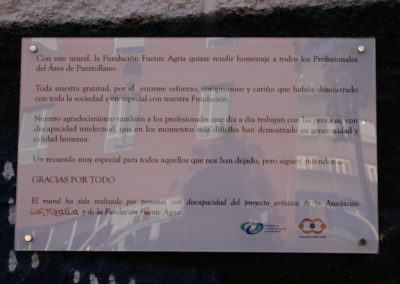 Con este mural, la Fundación Fuente Agria quiere rendir homenaje a todos los Profesionales
del Área de Puertollano.
Toda nuestra gratitud, por el enorme esfuerzo, compromiso y cariño que habéis demostrado
con toda la sociedad y en especial con nuestra Fundación.
Nuestro agradecimiento también a los profesionales que día a día trabajan con las personas con
discapacidad intelectual, que en los momentos más difíciles han demostrado su generosidad y
calidad humana.
Un recuerdo muy especial para todos aquellos que nos han dejado, pero siguen guiándonos.
GRACIAS POR TODO
El mural ha sido realizado por personas con discapacidad del proyecto artístico de la Asociación
laborvalía y de la Fundación Fuente Agria